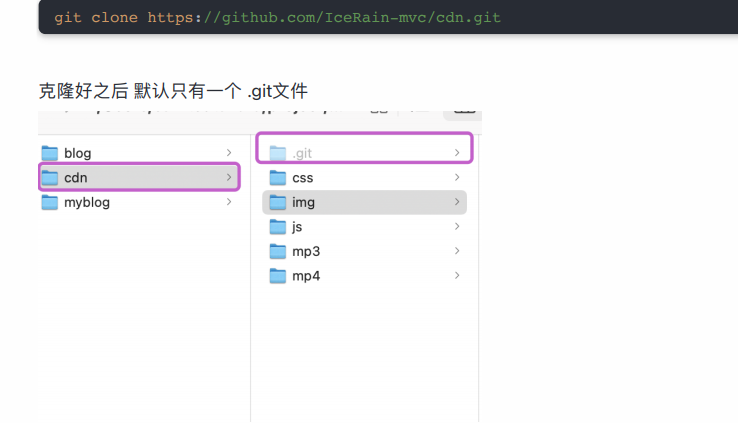 git clone https://github.com/IceRain-mvc/cdn.git
克隆好之后 默认只有一个 .git文件
blog
cdn
myblog
.git
css
img
js
mp3
mp4